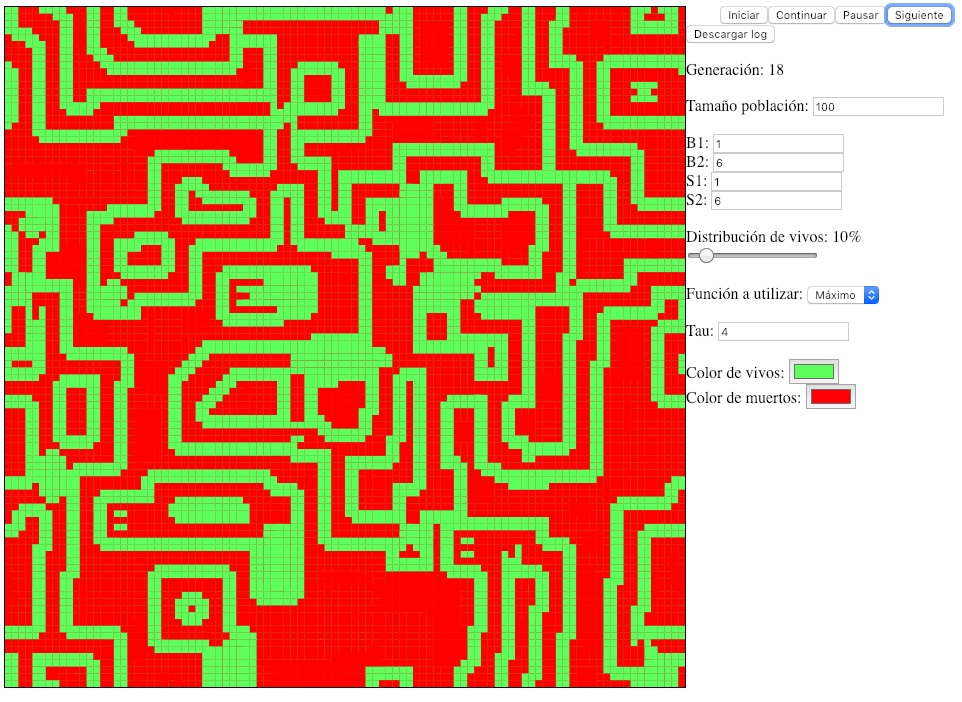 Iniciar Continuar Pausar Siguiente
Descargar log
Generación: 18
Tamaño población: 100
B1: 1
B2: 6
S1: 1
S2: 6
Distribución de vivos: 10%
Función a utilizar: Máximo
Tau: 4
Color de vivos:
Color de muertos: